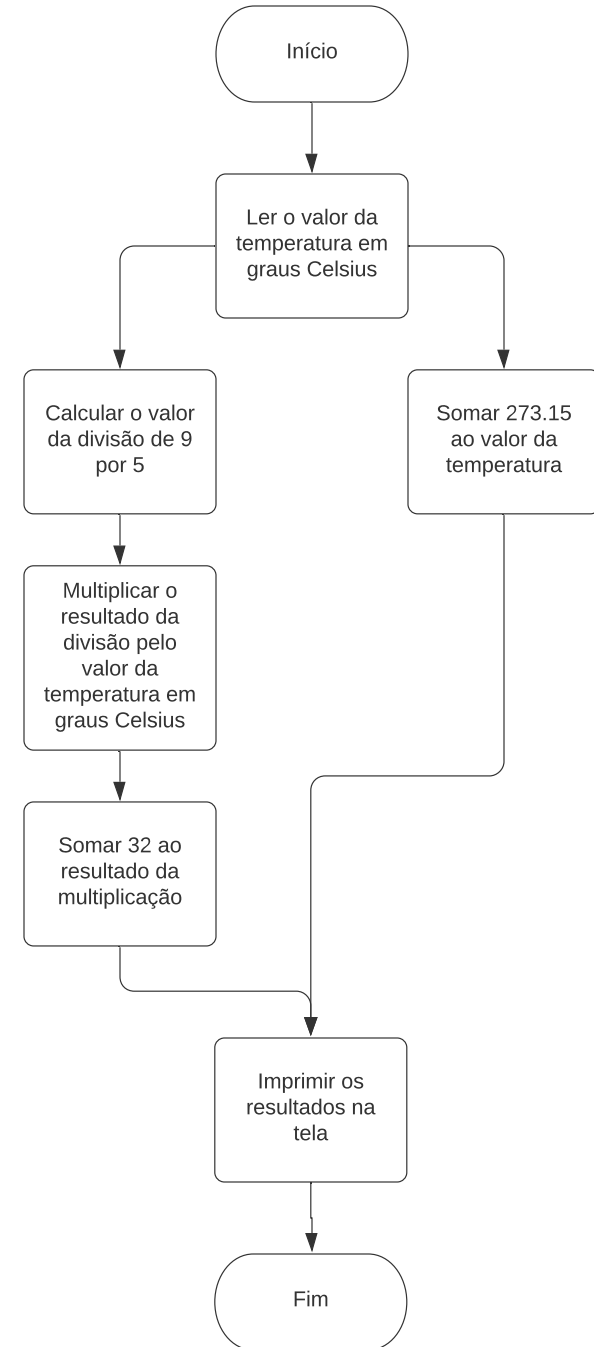 Início
Ler o valor da
temperatura em
graus Celsius
Calcular o valor
da divisão de 9
por 5
Somar 273.15
ao valor da
temperatura
Multiplicar o
resultado da
divisão pelo
valor da
temperatura em
graus Celsius
Somar 32 ao
resultado da
multiplicação
Imprimir os
resultados na
tela
Fim